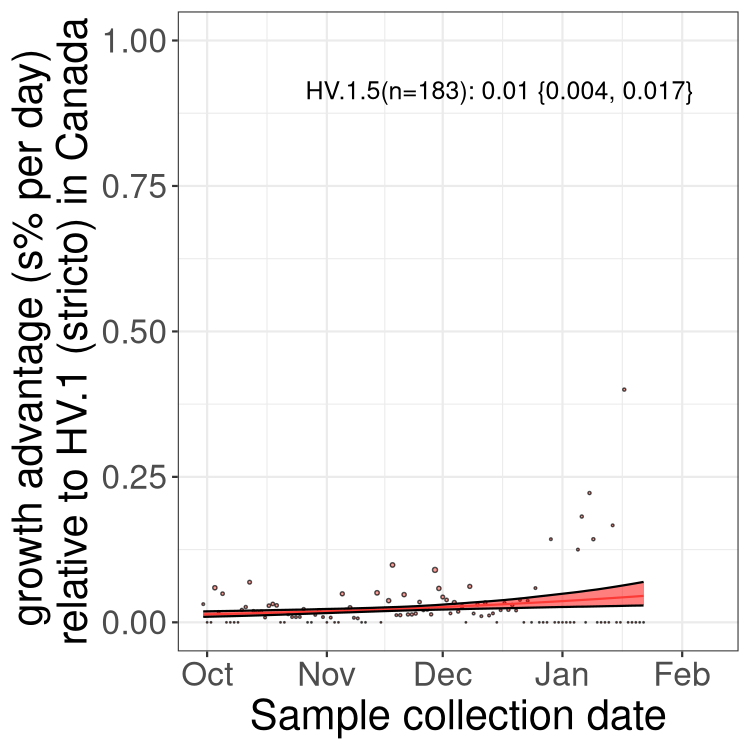 growth advantage (s% per day)
relative to HV.1 (stricto) in Canada
1.00
0.75
0.50
0.25
0.00
HV.1.5(n=183): 0.01 {0.004, 0.017}
Oct Nov Dec Jan Feb
Sample collection date